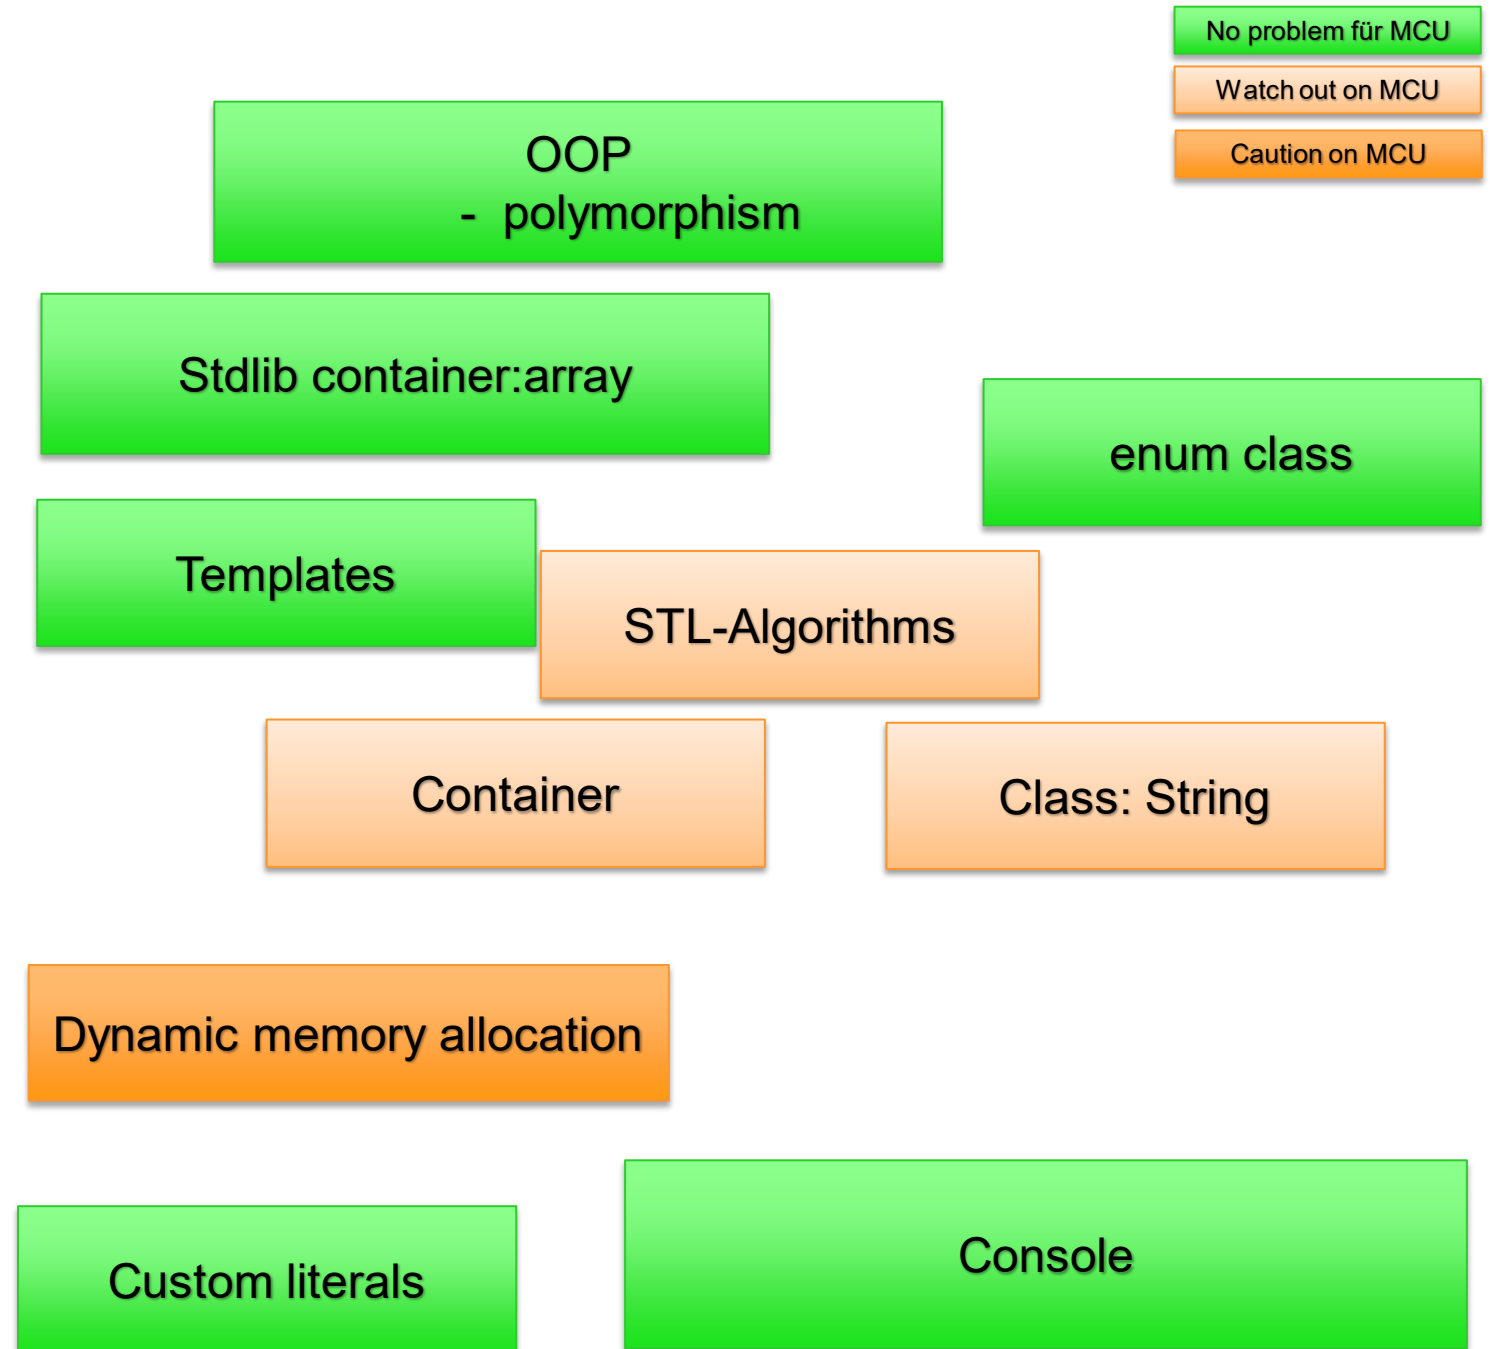 No problem für MCU
Watch out on MCU
Caution on MCU
OOP
- polymorphism
Stdlib container:array
enum class
Templates
STL-Algorithms
Container
Class: String
Dynamic memory allocation
Custom literals
Console